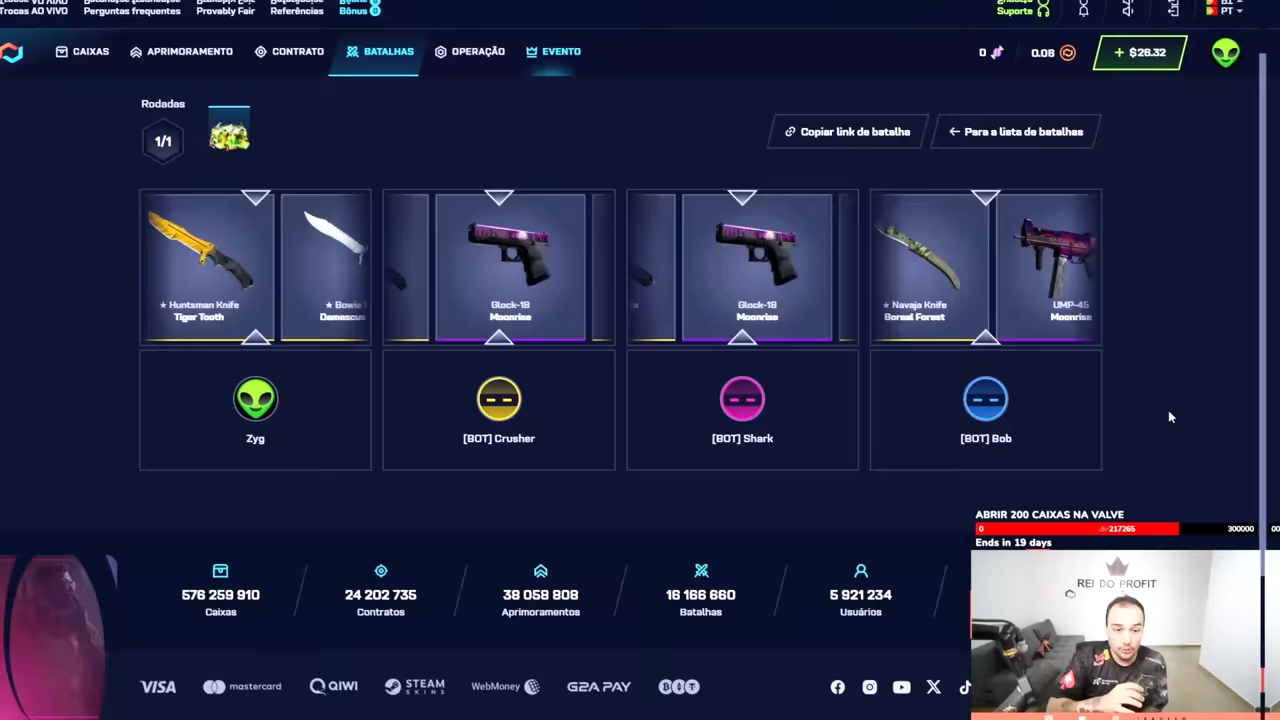 Trocas AO VIVO Perguntas frequentes Provably Fair Referências Bônus
Suporte
PT
CAIXAS APRIMORAMENTO CONTRATO BATALHAS OPERAÇÃO EVENTO
0 0.08 + $26.32
Rodadas
1/1
Copiar link de batalha
Para a lista de batalhas
★ Huntsman Knife
Tiger Tooth
★ Bowie
Damascus
Glock-18
Moonrise
Glock-18
Moonrise
★ Navaja Knife
Boreal Forest
UMP-45
Moonrise
Zyg
[BOT] Crusher
[BOT] Shark
[BOT] Bob
ABRIR 200 CAIXAS NA VALVE
0 217265 300000
Ends in 19 days
576 259 910
Caixas
24 202 735
Contratos
38 058 808
Aprimoramentos
16 166 660
Batalhas
5 921 234
Usuários
REI DO PROFIT
VISA mastercard QIWI STEAM SKINS WebMoney G2A PAY